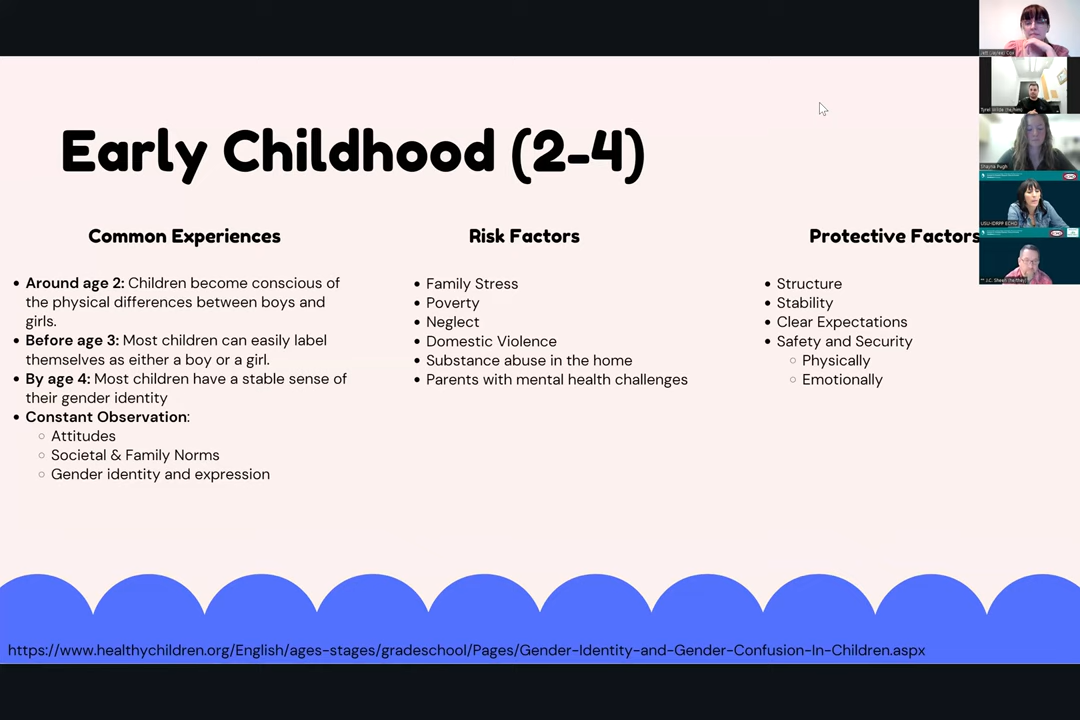 Early Childhood (2-4)
Common Experiences
• Around age 2: Children become conscious of
the physical differences between boys and
girls.
• Before age 3: Most children can easily label
themselves as either a boy or a girl.
• By age 4: Most children have a stable sense of
their gender identity
• Constant Observation:
○ Attitudes
○ Societal & Family Norms
○ Gender identity and expression
Risk Factors
• Family Stress
• Poverty
• Neglect
• Domestic Violence
• Substance abuse in the home
• Parents with mental health challenges
Protective Factors
• Structure
• Stability
• Clear Expectations
• Safety and Security
○ Physically
○ Emotionally
https://www.healthychildren.org/English/ages-stages/gradeschool/Pages/Gender-Identity-and-Gender-Confusion-In-Children.aspx
Shayna Pugh
USU-IDRPP ECHO